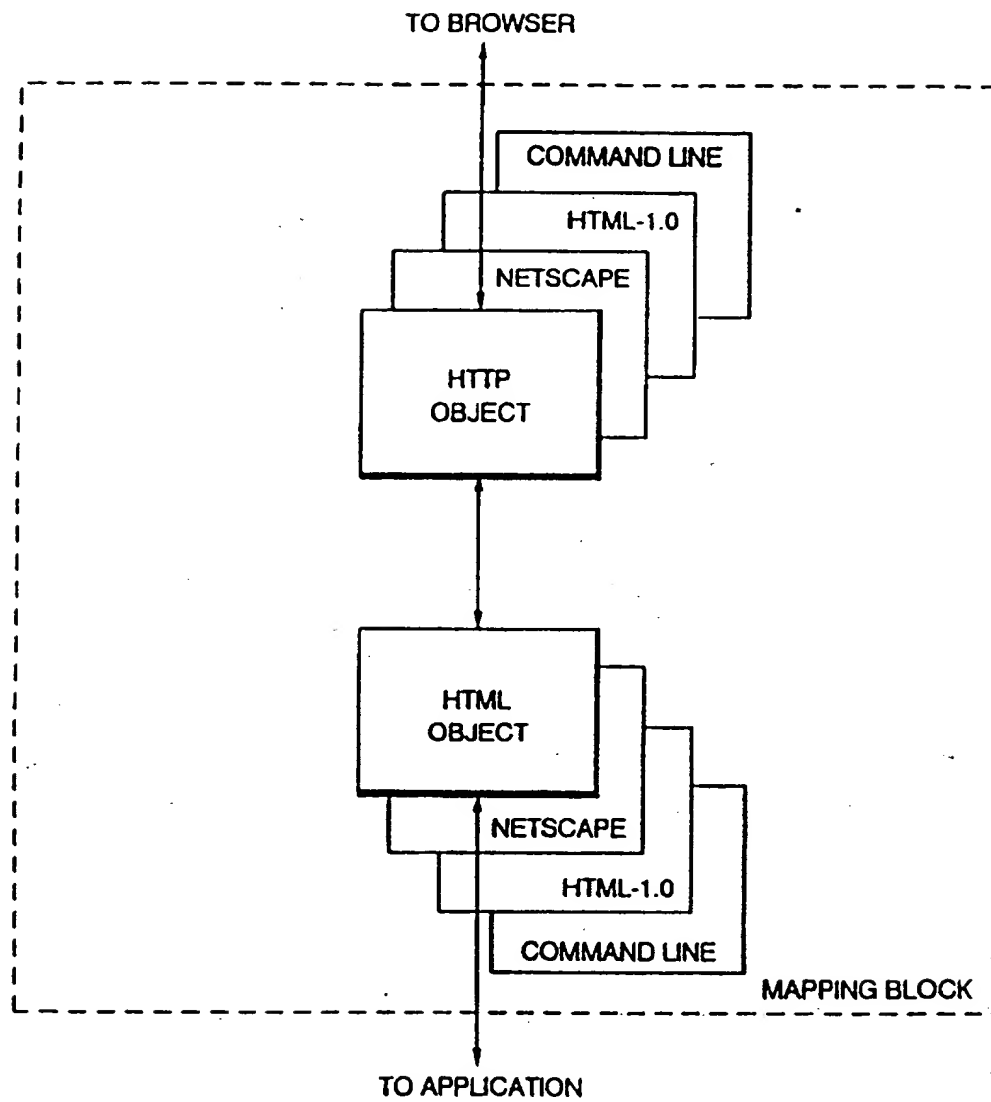 TO BROWSER
COMMAND LINE
HTML-1.0
NETSCAPE
HTTP
OBJECT
HTML
OBJECT
NETSCAPE
HTML-1.0
COMMAND LINE
MAPPING BLOCK
TO APPLICATION